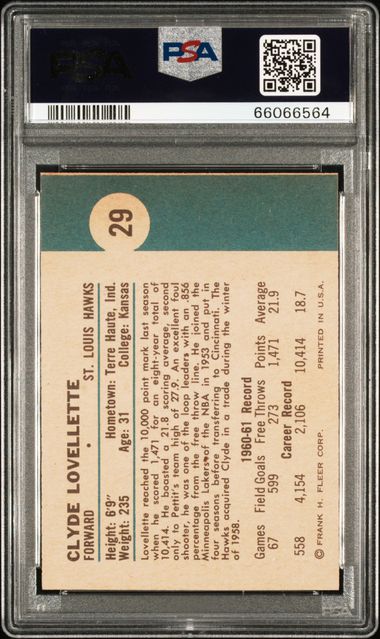 PSA
PSA
66066564
29
CLYDE LOVELLETTE
FORWARD • ST. LOUIS HAWKS
Height: 6'9" Hometown: Terre Haute, Ind.
Weight: 235 Age: 31 College: Kansas
Lovellette reached the 10,000 point mark last season
when he scored 1,471 for an eight-year total of
10,414. He boasted a 21.8 scoring average, second
only to Pettit's team high of 27.9. An excellent foul
shooter, he was one of the loop leaders with an .856
percentage from the free throw line. He joined the
Minneapolis Lakers of the NBA in 1953 and put in
four seasons before transferring to Cincinnati. The
Hawks acquired Clyde in a trade during the winter
of 1958.
1960-61 Record
Games Field Goals Free Throws Points Average
67 599 273 1,471 21.9
Career Record
558 4,154 2,106 10,414 18.7
© FRANK H. FLEER CORP. PRINTED IN U.S.A.